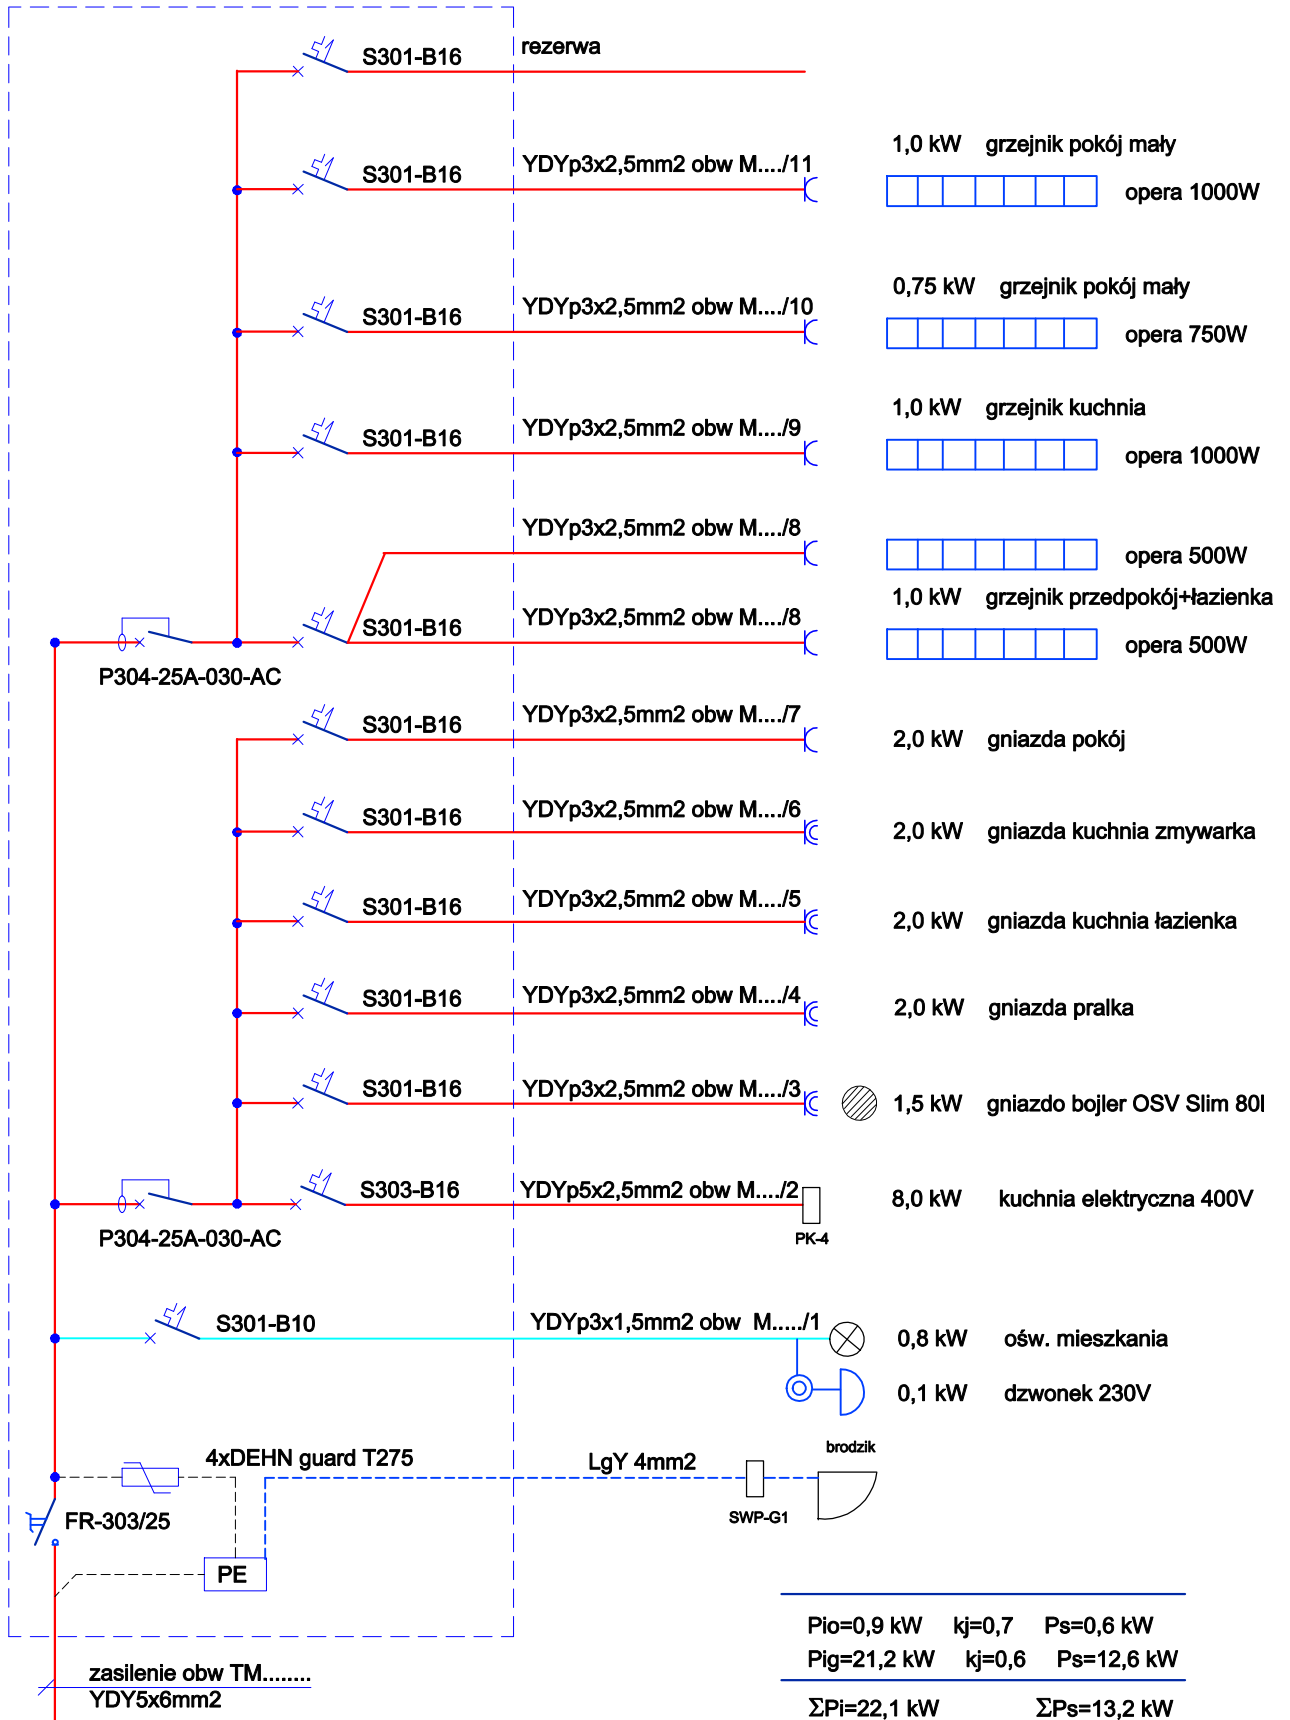 rezerwa
S301-B16
1,0 kW grzejnik pokój mały
YDYp3x2,5mm2 obw M..../11
S301-B16
opera 1000W
0,75 kW grzejnik pokój mały
YDYp3x2,5mm2 obw M..../10
S301-B16
opera 750W
1,0 kW grzejnik kuchnia
YDYp3x2,5mm2 obw M..../9
S301-B16
opera 1000W
YDYp3x2,5mm2 obw M..../8
opera 500W
1,0 kW grzejnik przedpokój+łazienka
YDYp3x2,5mm2 obw M..../8
S301-B16
opera 500W
P304-25A-030-AC
YDYp3x2,5mm2 obw M..../7
S301-B16
2,0 kW gniazda pokój
YDYp3x2,5mm2 obw M..../6
S301-B16
2,0 kW gniazda kuchnia zmywarka
YDYp3x2,5mm2 obw M..../5
S301-B16
2,0 kW gniazda kuchnia łazienka
YDYp3x2,5mm2 obw M..../4
S301-B16
2,0 kW gniazda pralka
YDYp3x2,5mm2 obw M..../3
S301-B16
1,5 kW gniazdo bojler OSV Slim 80l
S303-B16
YDYp5x2,5mm2 obw M..../2
8,0 kW kuchnia elektryczna 400V
PK-4
P304-25A-030-AC
S301-B10
YDYp3x1,5mm2 obw M...../1
0,8 kW ośw. mieszkania
0,1 kW dzwonek 230V
brodzik
4xDEHN guard T275
LgY 4mm2
SWP-G1
FR-303/25
PE
Pio=0,9 kW kj=0,7 Ps=0,6 kW
Pig=21,2 kW kj=0,6 Ps=12,6 kW
zasilenie obw TM........
YDY5x6mm2
ΣPi=22,1 kW ΣPs=13,2 kW